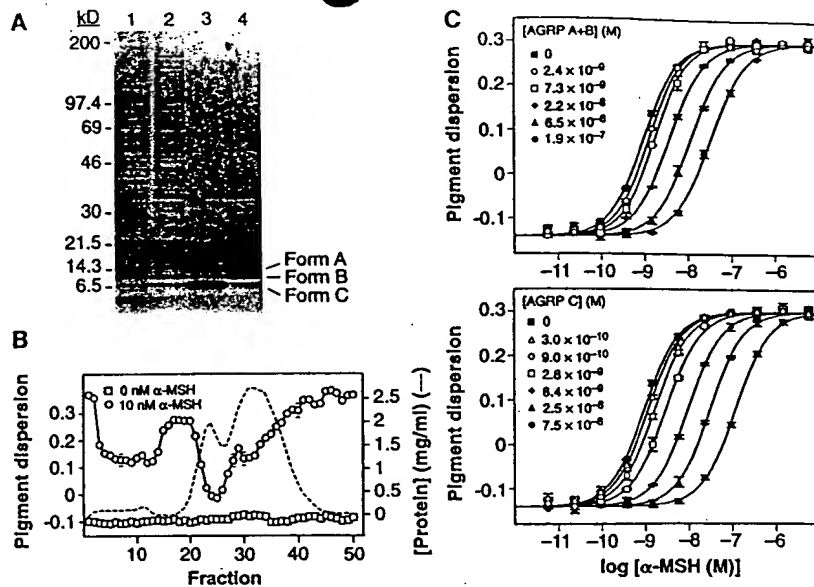 A
kD
1 2 3 4
200
97.4
69
46
30
21.5
14.3
6.5
Form A
Form B
Form C
B
0 nM α-MSH
10 nM α-MSH
Pigment dispersion
0.3
0.2
0.1
0
-0.1
[Protein] (mg/ml) (---)
2.5
2
1.5
1
0.5
0
10 20 30 40 50
Fraction
C
[AGRP A+B] (M)
0
2.4 × 10⁻⁹
7.3 × 10⁻⁹
2.2 × 10⁻⁸
6.5 × 10⁻⁸
1.9 × 10⁻⁷
Pigment dispersion
0.3
0.2
0.1
0
-0.1
-11 -10 -9 -8 -7 -6
[AGRP C] (M)
0
3.0 × 10⁻¹⁰
9.0 × 10⁻¹⁰
2.8 × 10⁻⁹
8.4 × 10⁻⁹
2.5 × 10⁻⁸
7.5 × 10⁻⁸
Pigment dispersion
0.3
0.2
0.1
0
-0.1
-11 -10 -9 -8 -7 -6
log [α-MSH (M)]